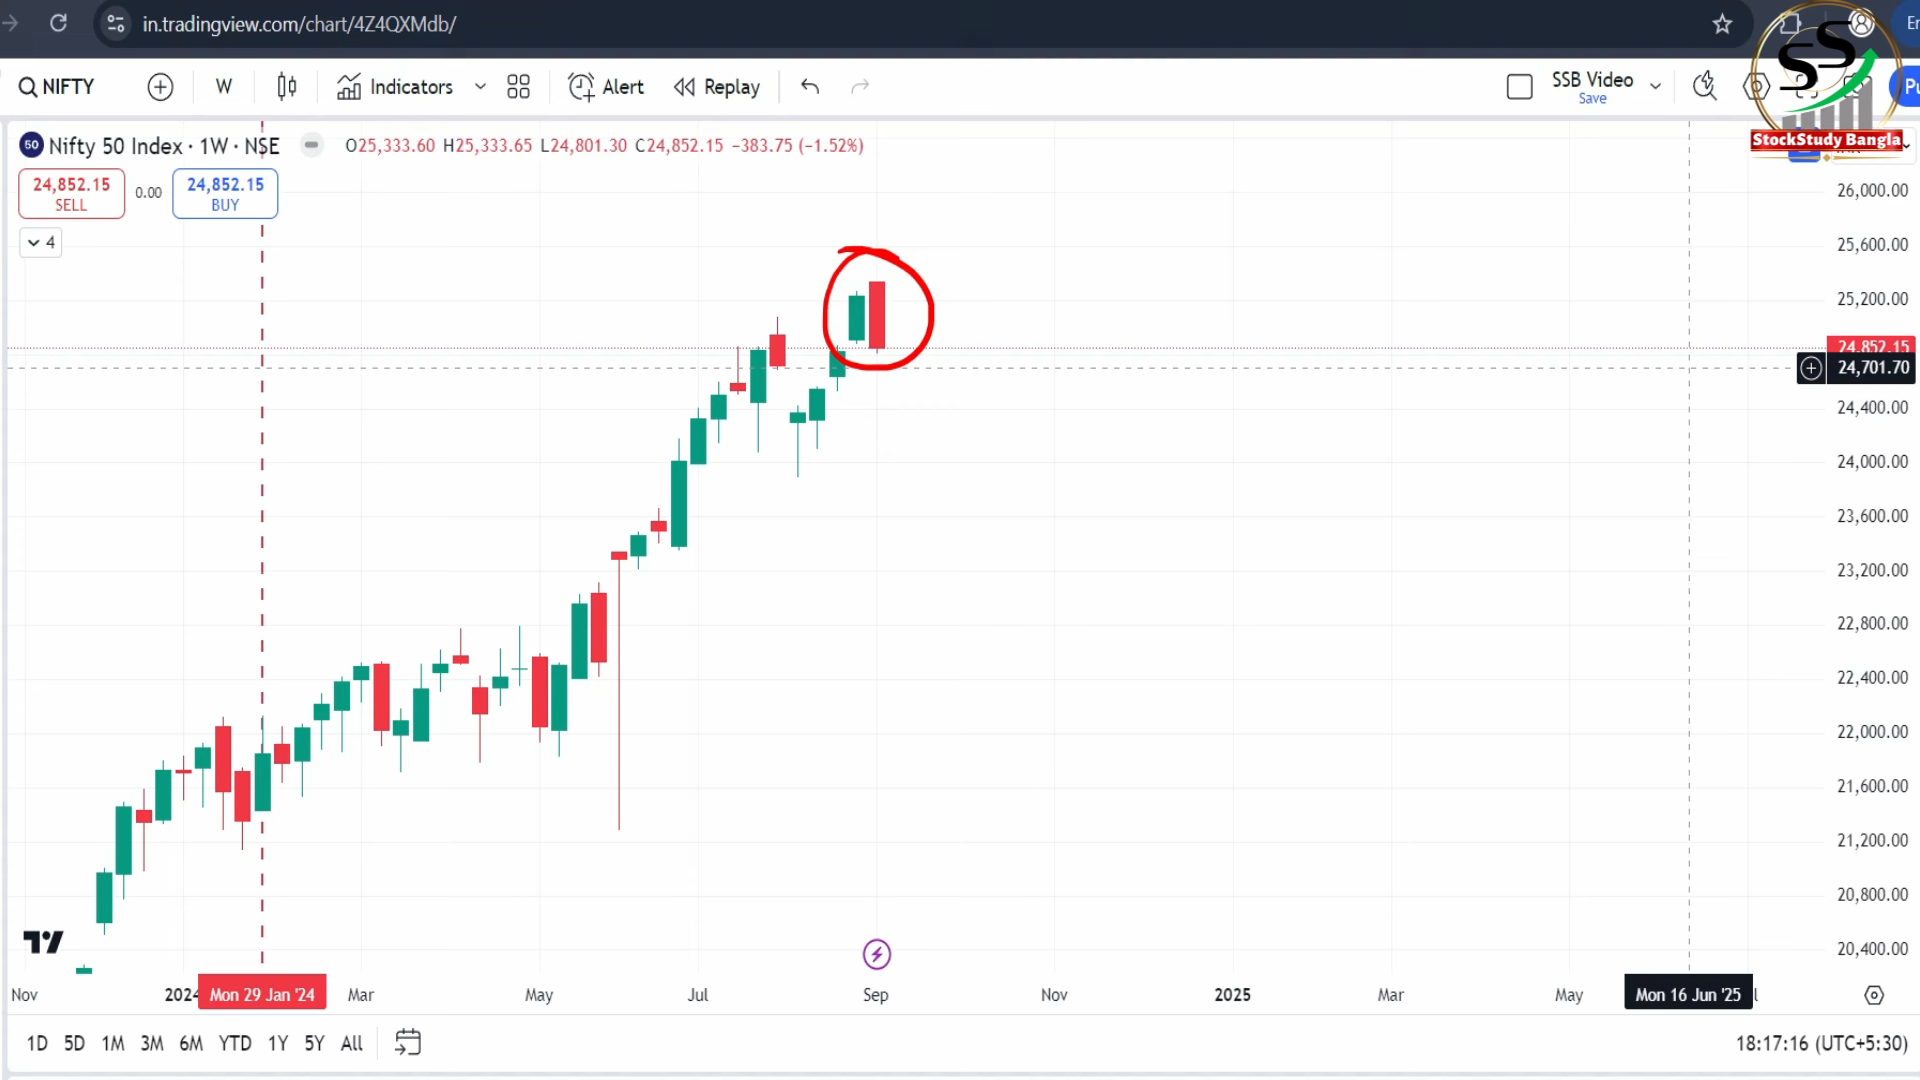 in.tradingview.com/chart/4Z4QXMdb/
NIFTY
W
Indicators
Alert
Replay
SSB Video
Save
SS
StockStudy Bangla
50 Nifty 50 Index · 1W · NSE
O25,333.60 H25,333.65 L24,801.30 C24,852.15 −383.75 (−1.52%)
24,852.15
SELL
0.00
24,852.15
BUY
4
26,000.00
25,600.00
25,200.00
24,852.15
24,701.70
24,400.00
24,000.00
23,600.00
23,200.00
22,800.00
22,400.00
22,000.00
21,600.00
21,200.00
20,800.00
20,400.00
Nov
2024
Mon 29 Jan '24
Mar
May
Jul
Sep
Nov
2025
Mar
May
Mon 16 Jun '25
1D 5D 1M 3M 6M YTD 1Y 5Y All
18:17:16 (UTC+5:30)